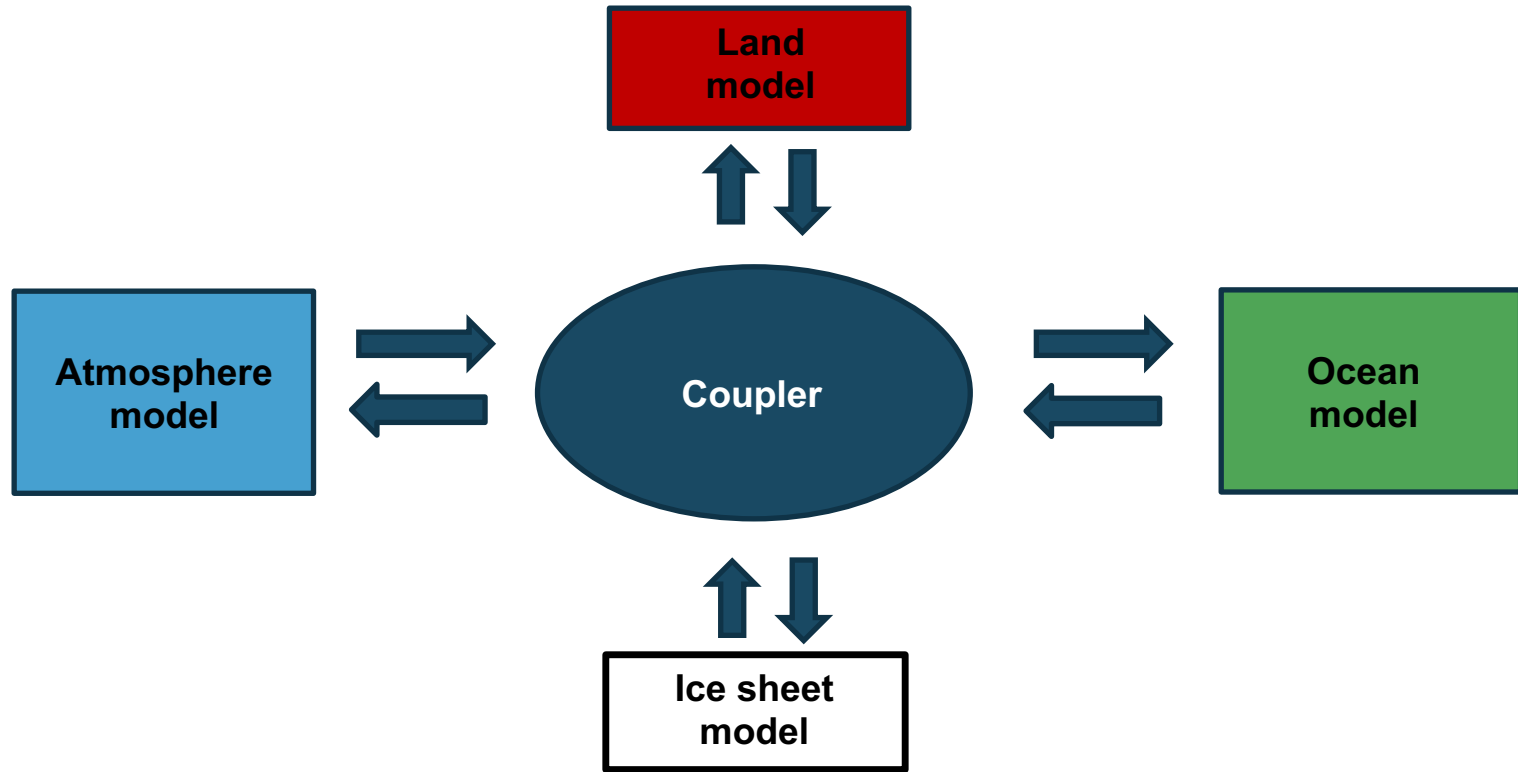 Land
model
Atmosphere
model
Coupler
Ocean
model
Ice sheet
model